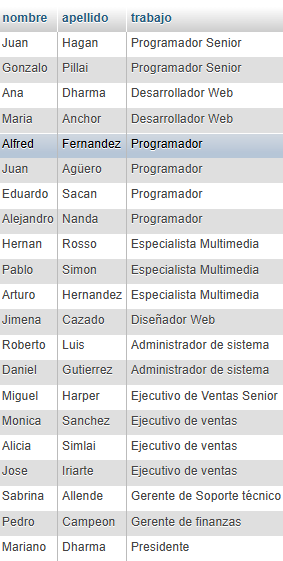 nombre apellido trabajo
Juan Hagan Programador Senior
Gonzalo Pillai Programador Senior
Ana Dharma Desarrollador Web
Maria Anchor Desarrollador Web
Alfred Fernandez Programador
Juan Agüero Programador
Eduardo Sacan Programador
Alejandro Nanda Programador
Hernan Rosso Especialista Multimedia
Pablo Simon Especialista Multimedia
Arturo Hernandez Especialista Multimedia
Jimena Cazado Diseñador Web
Roberto Luis Administrador de sistema
Daniel Gutierrez Administrador de sistema
Miguel Harper Ejecutivo de Ventas Senior
Monica Sanchez Ejecutivo de ventas
Alicia Simlai Ejecutivo de ventas
Jose Iriarte Ejecutivo de ventas
Sabrina Allende Gerente de Soporte técnico
Pedro Campeon Gerente de finanzas
Mariano Dharma Presidente